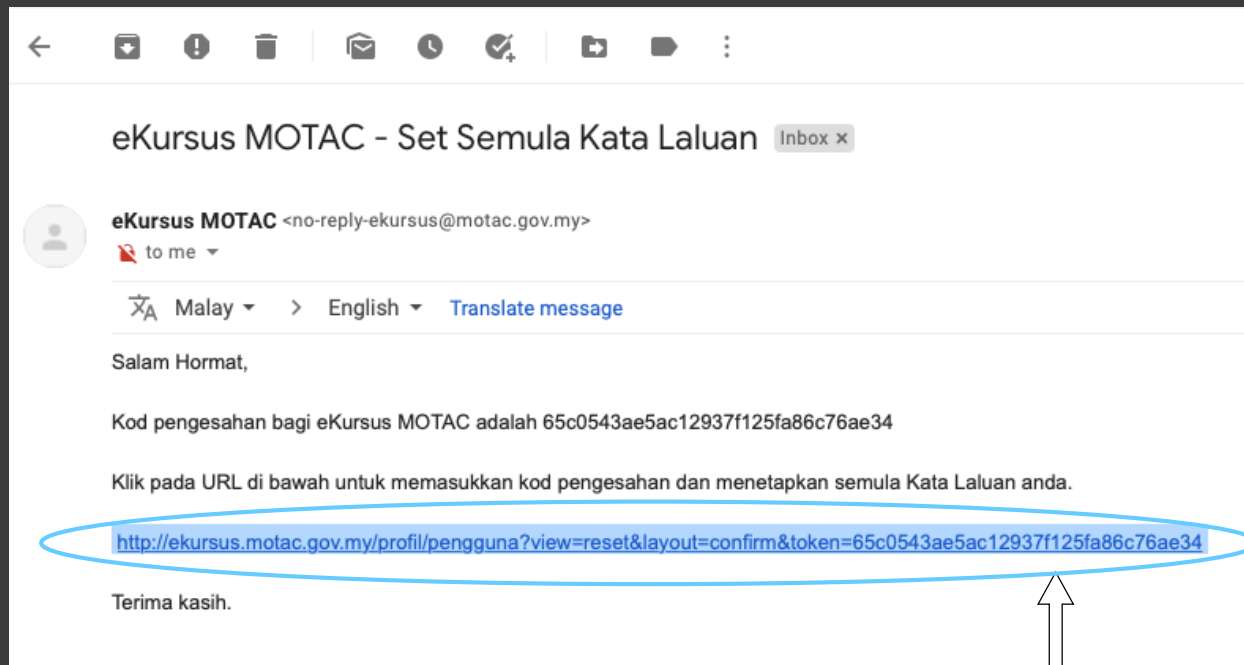 eKursus MOTAC - Set Semula Kata Laluan Inbox ×
eKursus MOTAC <no-reply-ekursus@motac.gov.my>
to me
Malay > English Translate message
Salam Hormat,
Kod pengesahan bagi eKursus MOTAC adalah 65c0543ae5ac12937f125fa86c76ae34
Klik pada URL di bawah untuk memasukkan kod pengesahan dan menetapkan semula Kata Laluan anda.
http://ekursus.motac.gov.my/profil/pengguna?view=reset&layout=confirm&token=65c0543ae5ac12937f125fa86c76ae34
Terima kasih.